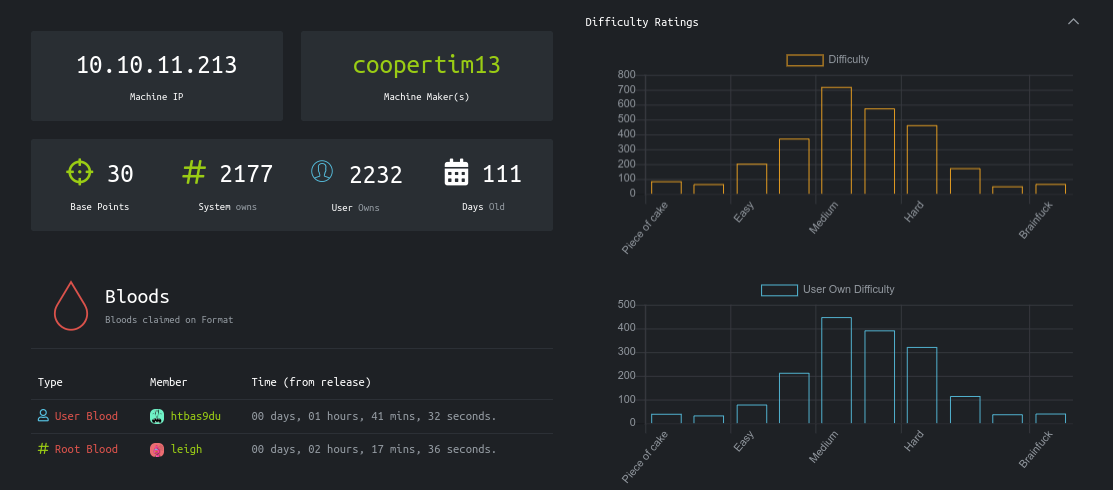 10.10.11.213
Machine IP
coopertim13
Machine Maker(s)
30
Base Points
# 2177
System owns
2232
User Owns
111
Days Old
Bloods
Bloods claimed on Format
Type Member Time (from release)
User Blood htbas9du 00 days, 01 hours, 41 mins, 32 seconds.
# Root Blood leigh 00 days, 02 hours, 17 mins, 36 seconds.
Difficulty Ratings
Difficulty
800
700
600
500
400
300
200
100
0
Piece of cake
Easy
Medium
Hard
Brainfuck
User Own Difficulty
500
400
300
200
100
0
Piece of cake
Easy
Medium
Hard
Brainfuck